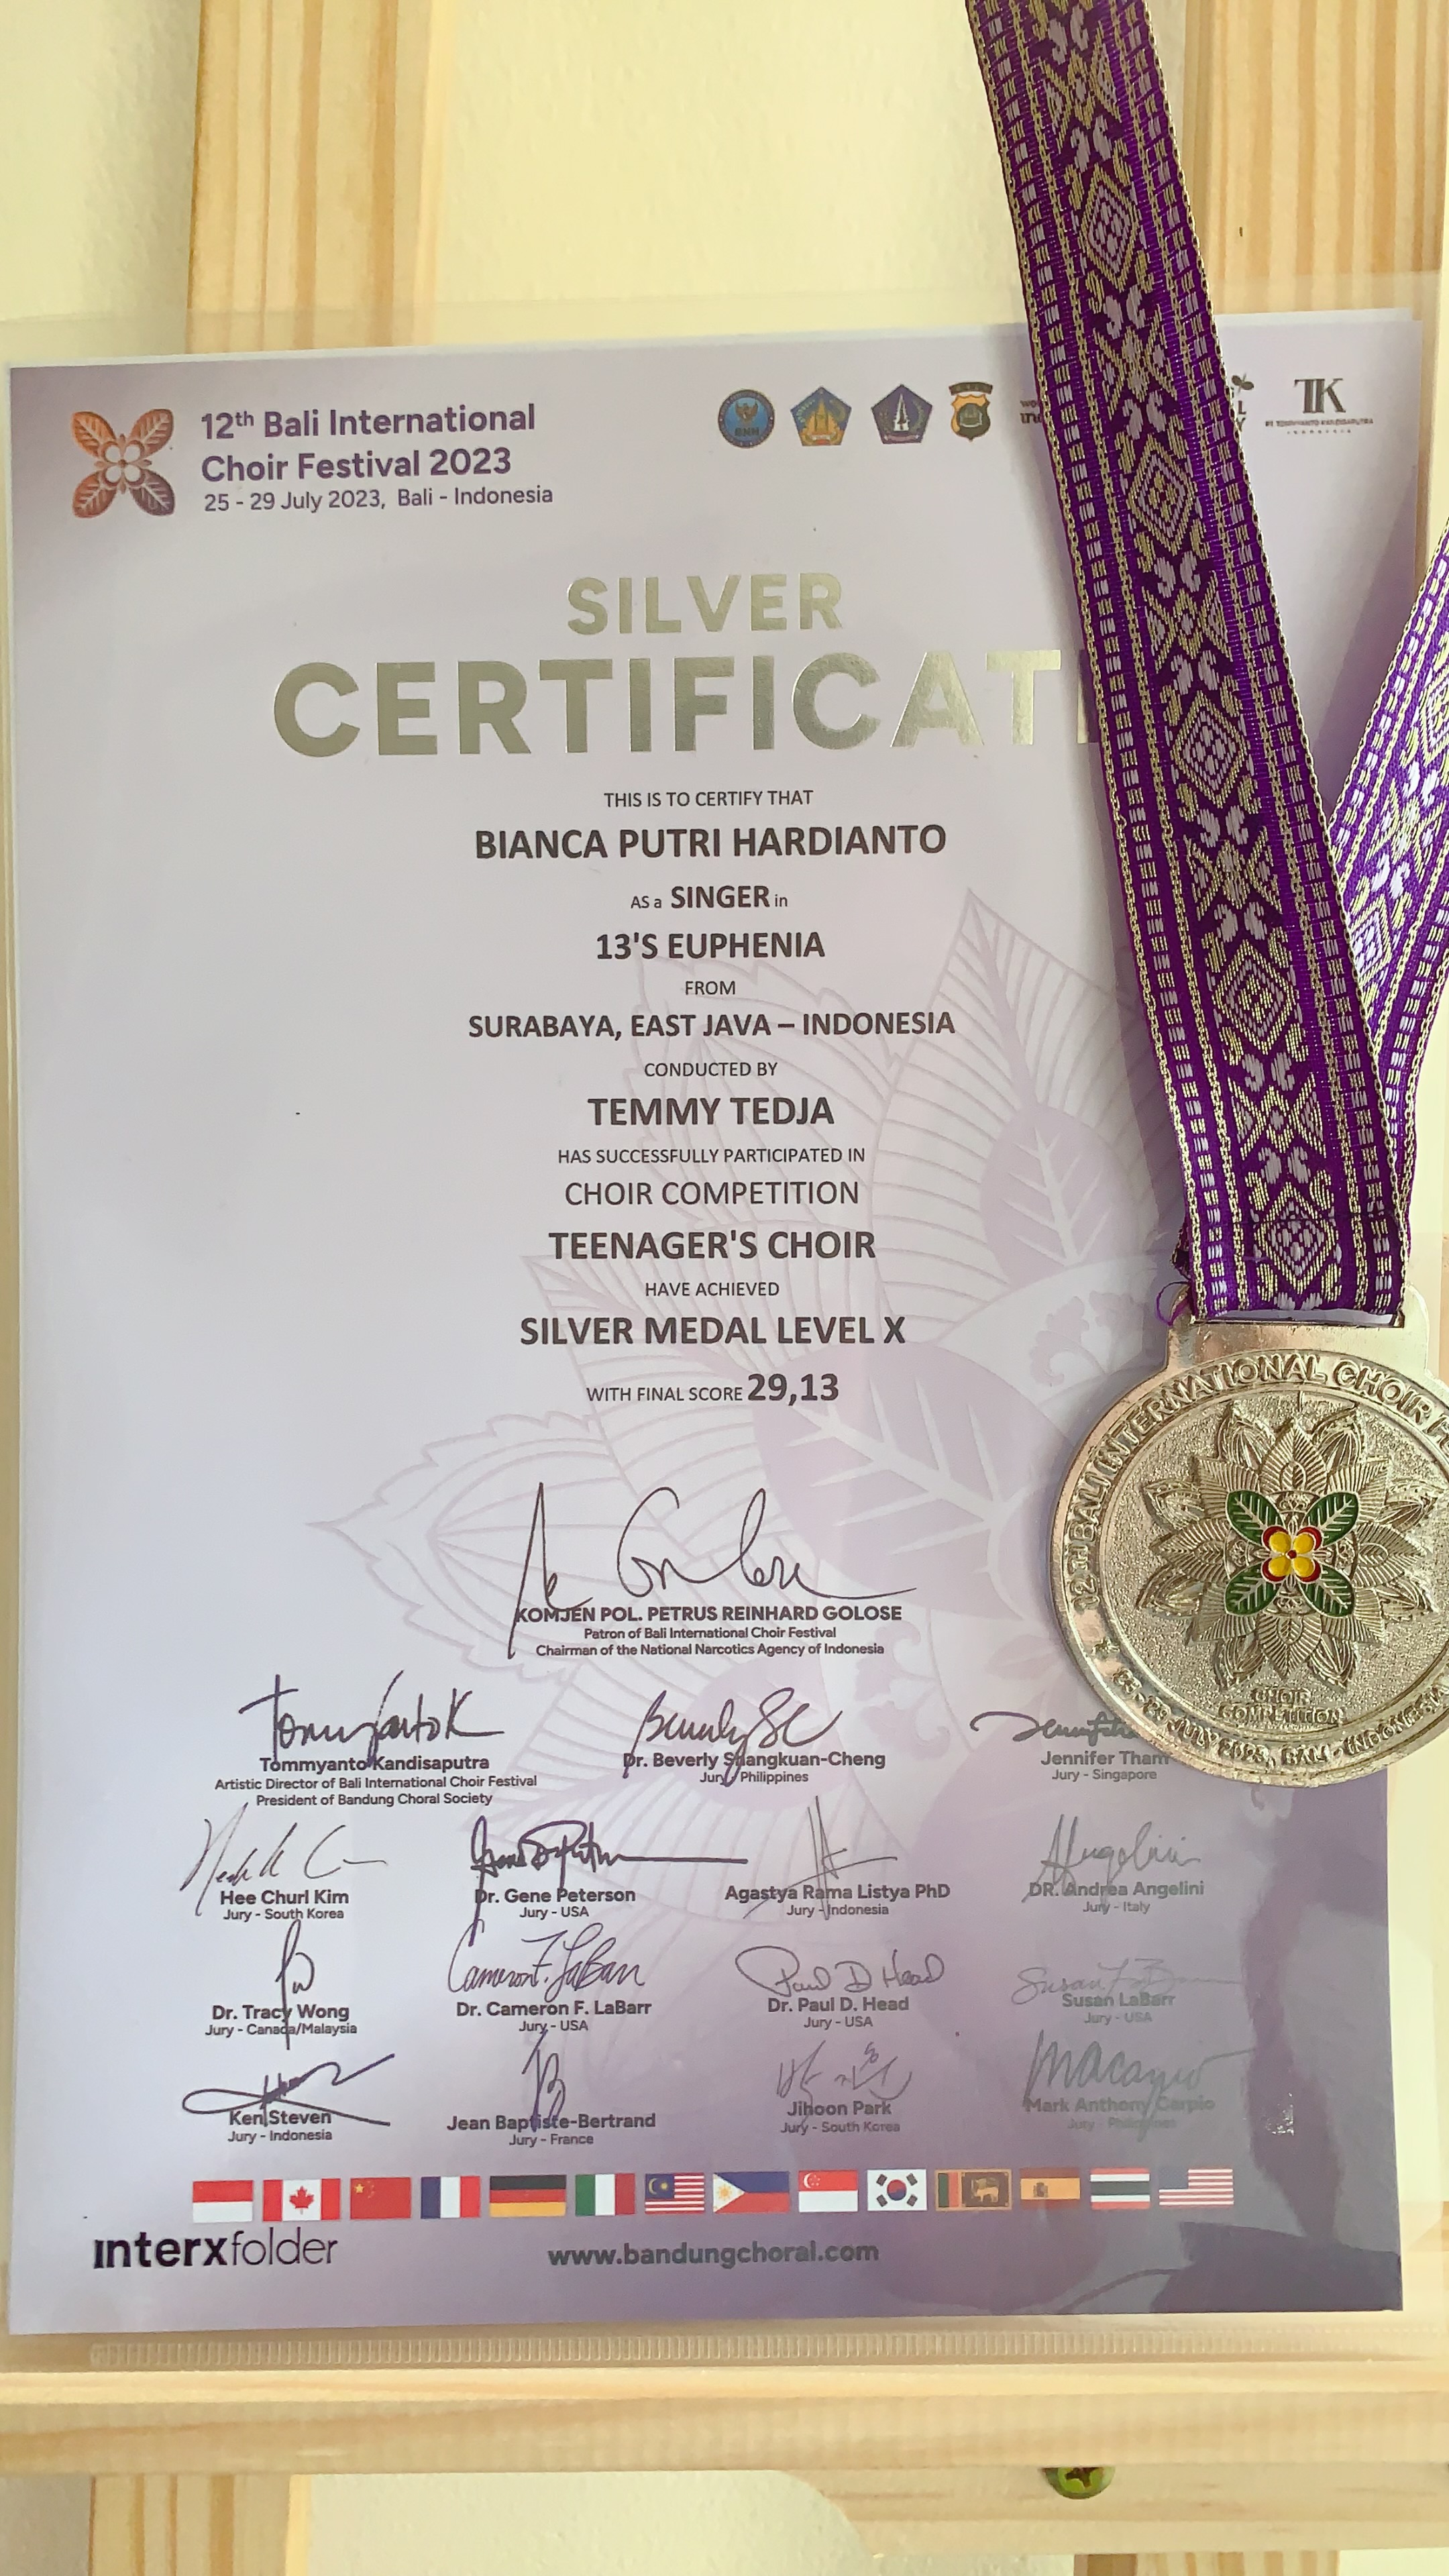 12th Bali International
Choir Festival 2023
25 - 29 July 2023, Bali - Indonesia
BNN
TK
SILVER
CERTIFICAT
THIS IS TO CERTIFY THAT
BIANCA PUTRI HARDIANTO
AS a SINGER in
13'S EUPHENIA
FROM
SURABAYA, EAST JAVA – INDONESIA
CONDUCTED BY
TEMMY TEDJA
HAS SUCCESSFULLY PARTICIPATED IN
CHOIR COMPETITION
TEENAGER'S CHOIR
HAVE ACHIEVED
SILVER MEDAL LEVEL X
WITH FINAL SCORE 29,13
12TH BALI INTERNATIONAL CHOIR
CHOIR
COMPETITION
25-29 JULY 2023, BALI - INDONESIA
KOMJEN POL. PETRUS REINHARD GOLOSE
Patron of Bali International Choir Festival
Chairman of the National Narcotics Agency of Indonesia
Tommyanto Kandisaputra
Artistic Director of Bali International Choir Festival
President of Bandung Choral Society
Dr. Beverly Shangkuan-Cheng
Jury - Philippines
Jennifer Tham
Jury - Singapore
Hee Churl Kim
Jury - South Korea
Dr. Gene Peterson
Jury - USA
Agastya Rama Listya PhD
Jury - Indonesia
DR. Andrea Angelini
Jury - Italy
Dr. Tracy Wong
Jury - Canada/Malaysia
Cameron F. LaBarr
Dr. Cameron F. LaBarr
Jury - USA
Paul D Head
Dr. Paul D. Head
Jury - USA
Susan LaBarr
Jury - USA
Ken Steven
Jury - Indonesia
Jean Baptiste-Bertrand
Jury - France
Jihoon Park
Jury - South Korea
Mark Anthony Carpio
Jury - Philippines
interxfolder
www.bandungchoral.com